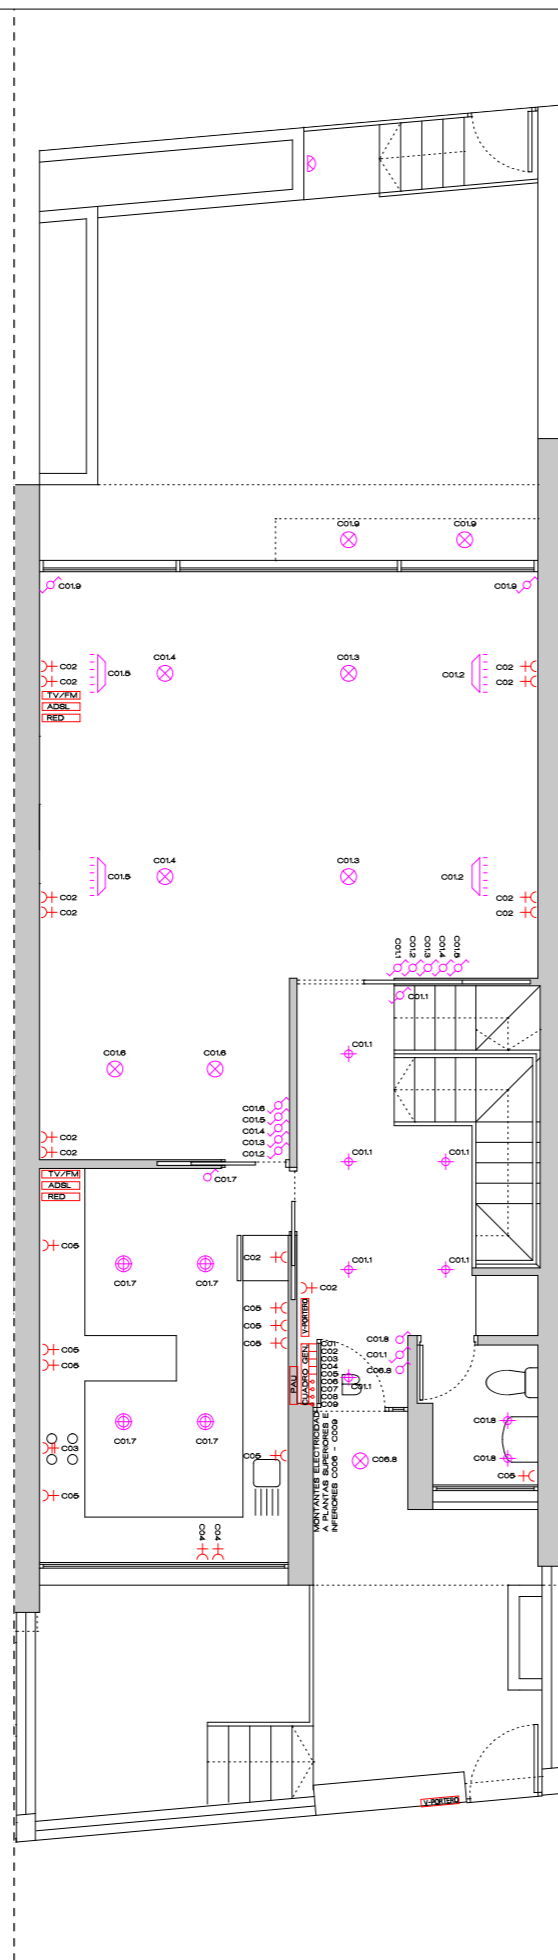 C01.9
C01.9
C01.9
C01.9
C02
C02
TV/FM
ADSL
RED
C01.5
C01.4
C01.3
C01.2
C02
C02
C01.5
C01.4
C01.3
C01.2
C02
C02
C02
C02
C01.1
C01.2
C01.3
C01.4
C01.5
C01.1
C01.1
C01.6
C01.6
C01.6
C01.5
C01.4
C01.3
C01.2
C02
C02
C01.1
C01.1
TV/FM
ADSL
RED
C01.7
C05
C02
C01.7
C01.7
C01.1
C01.1
C02
V-PORTERO
C05
C05
C05
C05
C05
C01.8
C01.1
C06.8
PAU
CUADRO GEN.
C01
C02
C03
C04
C05
C06
C07
C08
C09
C01.1
MONTANTES ELECTRICIDAD
A PLANTAS SUPERIORES E
INFERIORES C006 - C009
C01.7
C01.7
C01.8
C01.8
C03
C05
C06.8
C05
C05
C04
C04
V-PORTERO